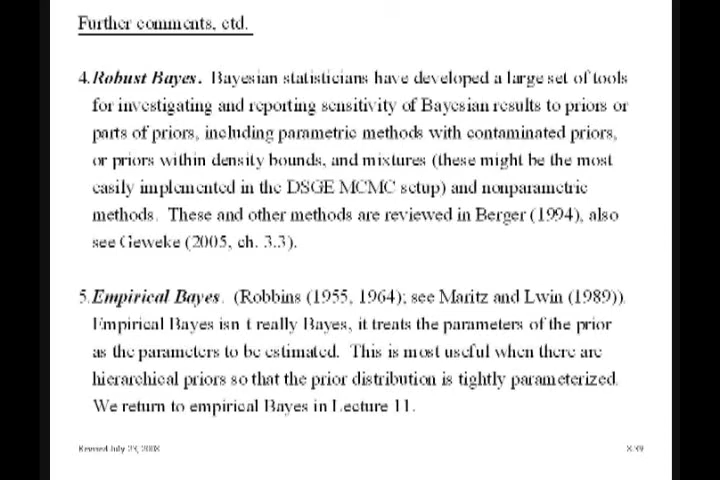 Further comments, ctd.
4. Robust Bayes. Bayesian statisticians have developed a large set of tools
for investigating and reporting sensitivity of Bayesian results to priors or
parts of priors, including parametric methods with contaminated priors,
or priors within density bounds, and mixtures (these might be the most
easily implemented in the DSGE MCMC setup) and nonparametric
methods. These and other methods are reviewed in Berger (1994), also
see Geweke (2005, ch. 3.3).
5. Empirical Bayes. (Robbins (1955, 1964); see Maritz and Lwin (1989)).
Empirical Bayes isn't really Bayes, it treats the parameters of the prior
as the parameters to be estimated. This is most useful when there are
hierarchical priors so that the prior distribution is tightly parameterized.
We return to empirical Bayes in Lecture 11.
Revised July 23, 2008